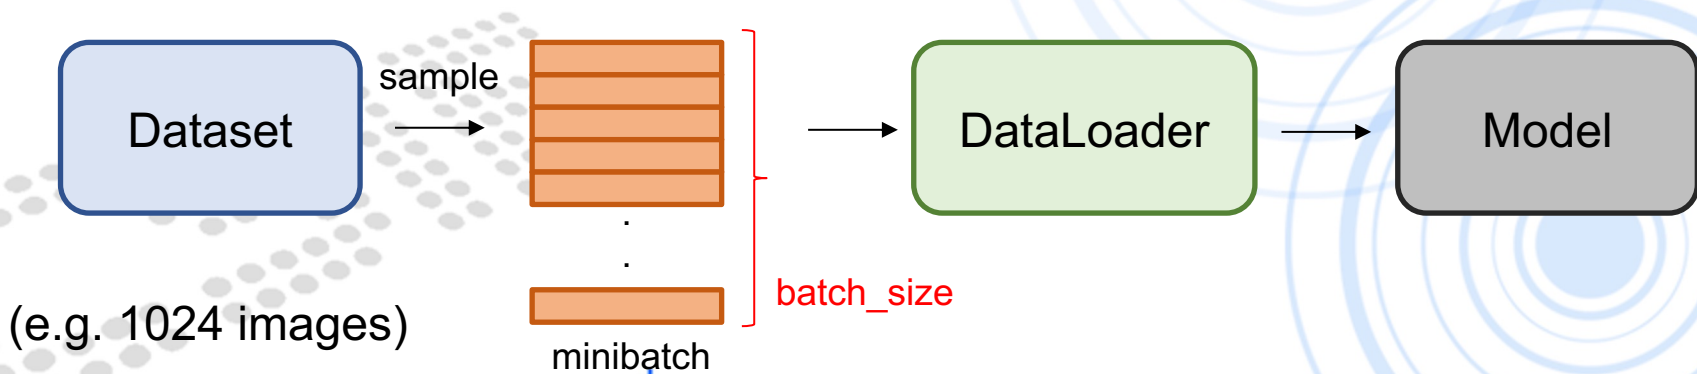 Dataset
sample
DataLoader
Model
.
.
batch_size
(e.g. 1024 images)
minibatch